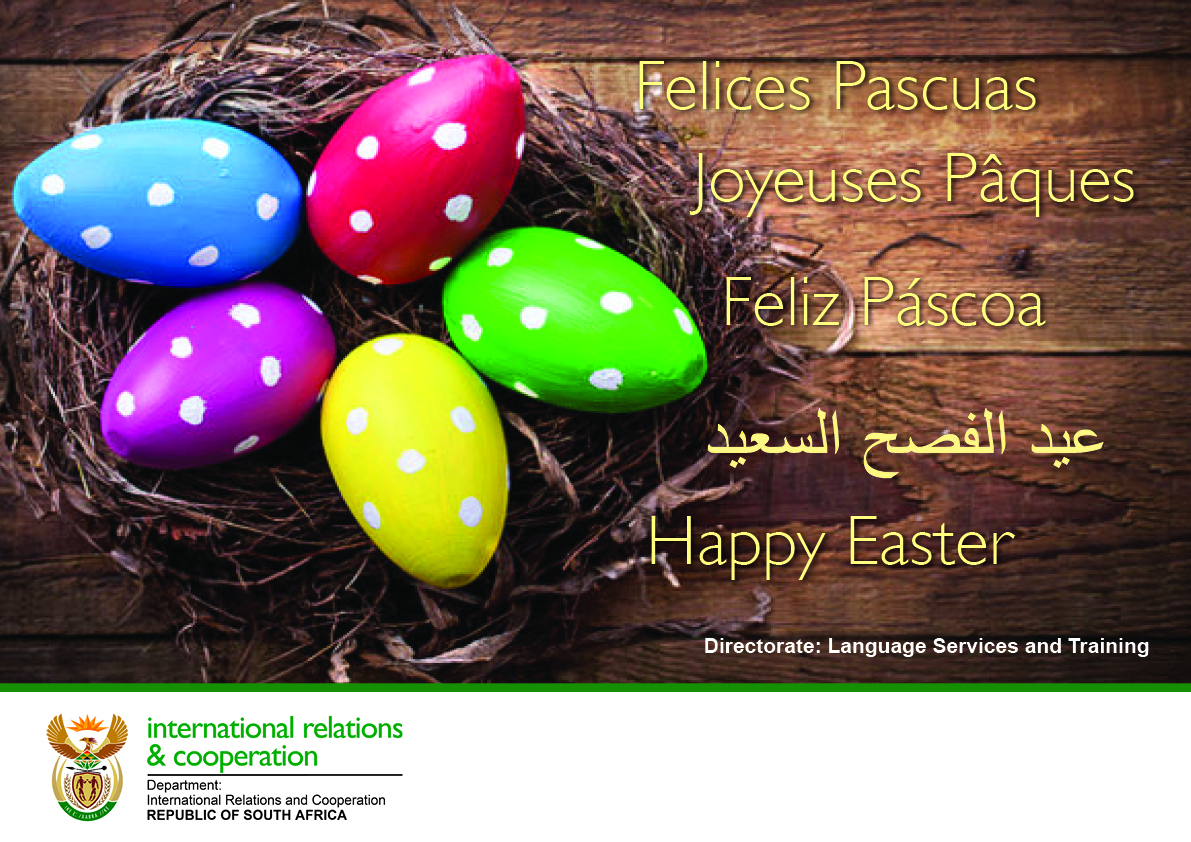 Felices Pascuas
Joyeuses Pâques
Feliz Páscoa
عيد الفصح السعيد
Happy Easter
Directorate: Language Services and Training
international relations
& cooperation
Department:
International Relations and Cooperation
REPUBLIC OF SOUTH AFRICA